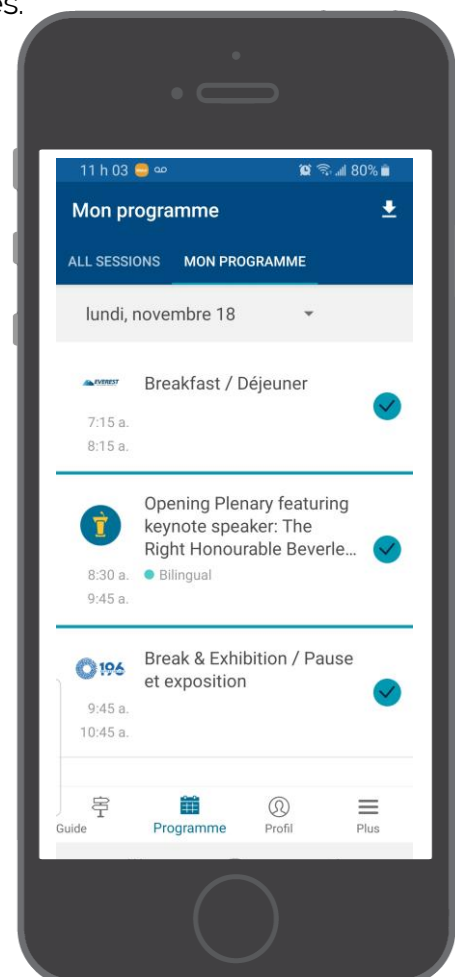 es.
11 h 03 80%
Mon programme
ALL SESSIONS MON PROGRAMME
lundi, novembre 18
EVEREST Breakfast / Déjeuner
7:15 a.
8:15 a.
Opening Plenary featuring
keynote speaker: The
Right Honourable Beverle...
8:30 a. Bilingual
9:45 a.
196 Break & Exhibition / Pause
et exposition
9:45 a.
10:45 a.
Guide Programme Profil Plus